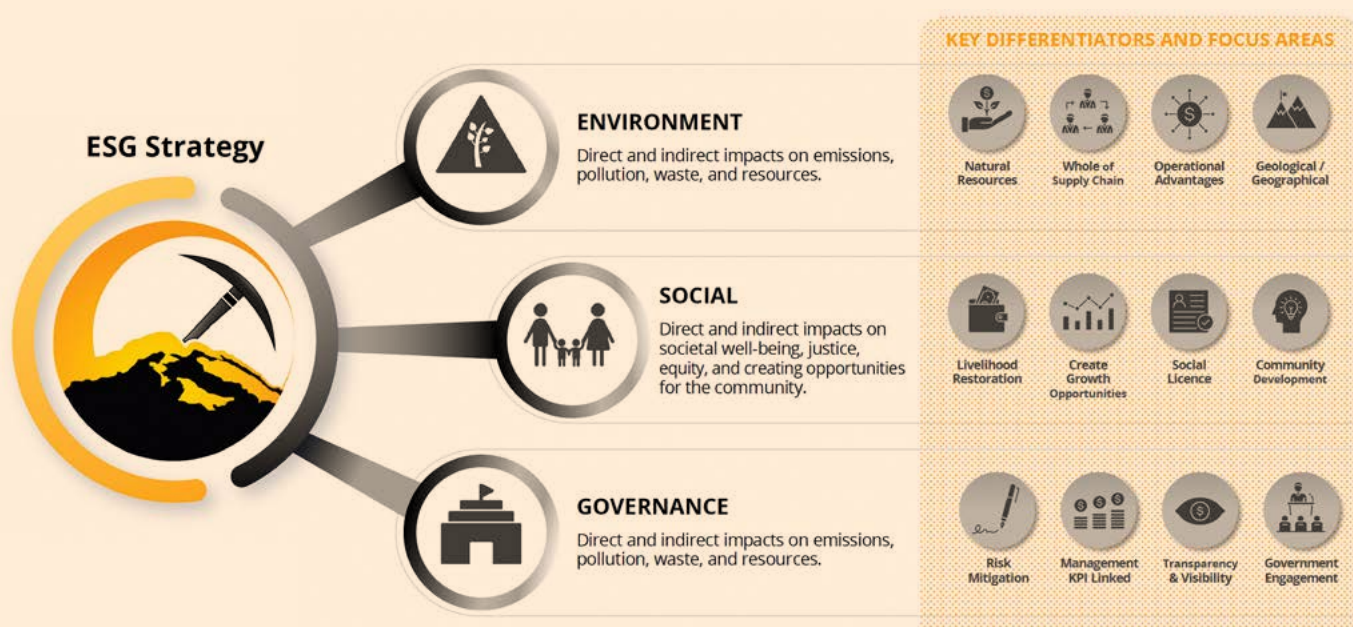 KEY DIFFERENTIATORS AND FOCUS AREAS
ESG Strategy
ENVIRONMENT
Direct and indirect impacts on emissions,
pollution, waste, and resources.
Natural
Resources
Whole of
Supply Chain
Operational
Advantages
Geological /
Geographical
SOCIAL
Direct and indirect impacts on
societal well-being, justice,
equity, and creating opportunities
for the community.
Livelihood
Restoration
Create
Growth
Opportunities
Social
Licence
Community
Development
GOVERNANCE
Direct and indirect impacts on emissions,
pollution, waste, and resources.
Risk
Mitigation
Management
KPI Linked
Transparency
& Visibility
Government
Engagement